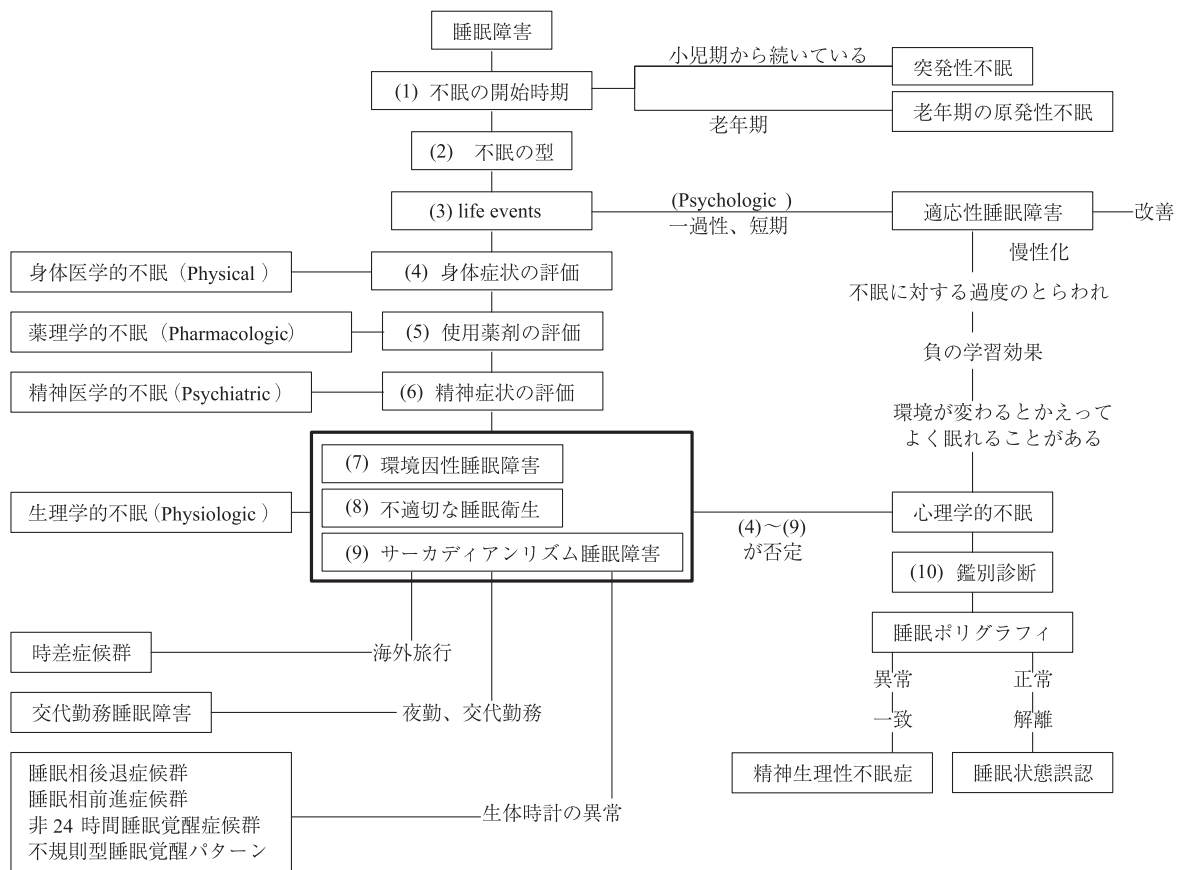 睡眠障害
(1) 不眠の開始時期
小児期から続いている
突発性不眠
老年期
老年期の原発性不眠
(2) 不眠の型
(3) life events
(Psychologic )
一過性、短期
適応性睡眠障害
改善
慢性化
身体医学的不眠（Physical ）
(4) 身体症状の評価
不眠に対する過度のとらわれ
薬理学的不眠（Pharmacologic)
(5) 使用薬剤の評価
負の学習効果
精神医学的不眠（Psychiatric ）
(6) 精神症状の評価
環境が変わるとかえって
よく眠れることがある
(7) 環境因性睡眠障害
生理学的不眠（Physiologic ）
(8) 不適切な睡眠衛生
(9) サーカディアンリズム睡眠障害
(4)〜(9)
が否定
心理学的不眠
(10) 鑑別診断
睡眠ポリグラフィ
時差症候群
海外旅行
異常
正常
交代勤務睡眠障害
夜勤、交代勤務
一致
解離
精神生理性不眠症
睡眠状態誤認
睡眠相後退症候群
睡眠相前進症候群
非 24 時間睡眠覚醒症候群
不規則型睡眠覚醒パターン
生体時計の異常